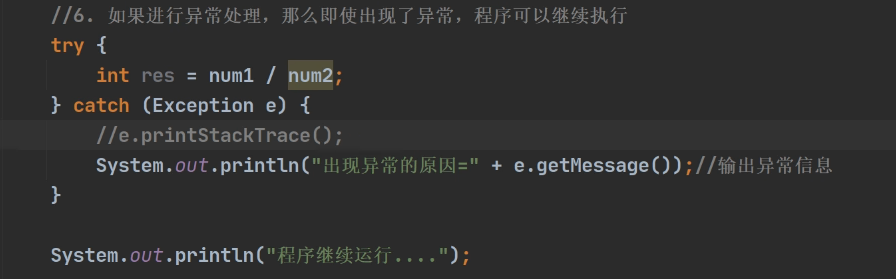 //6. 如果进行异常处理，那么即使出现了异常，程序可以继续执行
try {
    int res = num1 / num2;
} catch (Exception e) {
    //e.printStackTrace();
    System.out.println("出现异常的原因=" + e.getMessage());//输出异常信息
}
System.out.println("程序继续运行....");